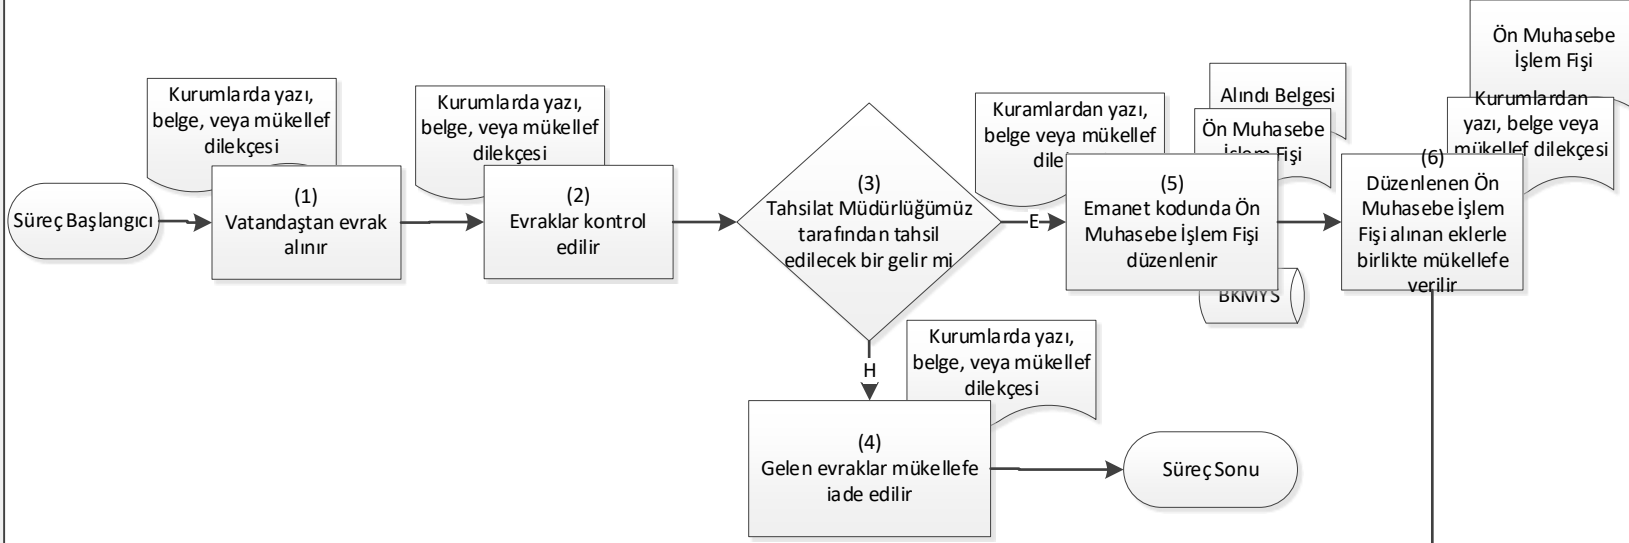 Süreç Başlangıcı
Kurumlarda yazı,
belge, veya mükellef
dilekçesi
(1)
Vatandaştan evrak
alınır
Kurumlarda yazı,
belge, veya mükellef
dilekçesi
(2)
Evraklar kontrol
edilir
(3)
Tahsilat Müdürlüğümüz
tarafından tahsil
edilecek bir gelir mi
E
H
Kurumlarda yazı,
belge, veya mükellef
dilekçesi
(4)
Gelen evraklar mükellefe
iade edilir
Süreç Sonu
Kuramlardan yazı,
belge veya mükellef
Alındı Belgesi
Ön Muhasebe
İşlem Fişi
(5)
Emanet kodunda Ön
Muhasebe İşlem Fişi
düzenlenir
BKMYS
Ön Muhasebe
İşlem Fişi
Kurumlardan
yazı, belge veya
mükellef dilekçesi
(6)
Düzenlenen Ön
Muhasebe İşlem
Fişi alınan eklerle
birlikte mükellefe
verilir